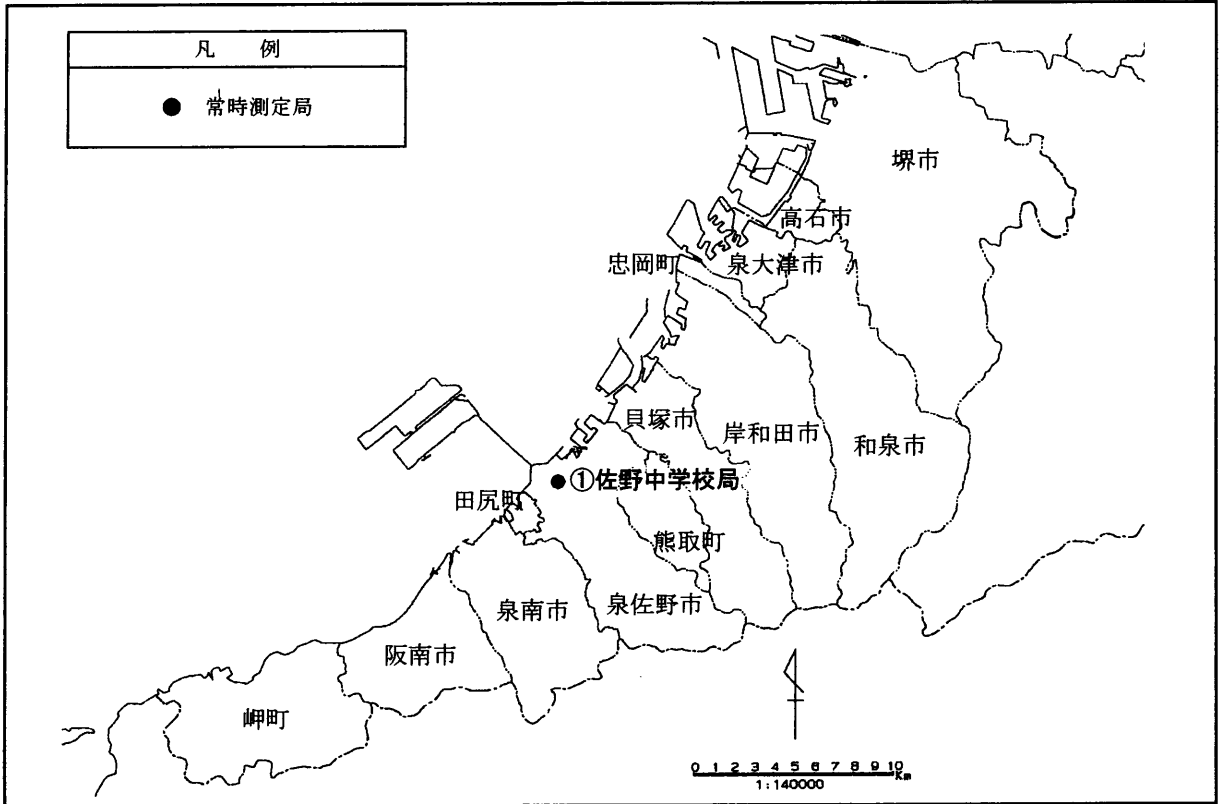 凡 例
● 常時測定局
堺市
高石市
忠岡町
泉大津市
貝塚市
岸和田市
和泉市
①佐野中学校局
田尻町
熊取町
泉南市
泉佐野市
阪南市
岬町
0 1 2 3 4 5 6 7 8 9 10
Km
1:140000